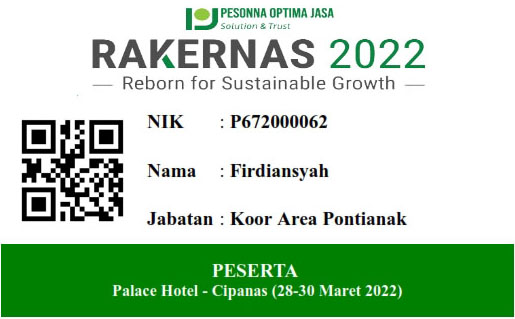 PESONNA OPTIMA JASA
Solution & Trust
RAKERNAS 2022
— Reborn for Sustainable Growth —
NIK : P672000062
Nama : Firdiansyah
Jabatan : Koor Area Pontianak
PESERTA
Palace Hotel - Cipanas (28-30 Maret 2022)